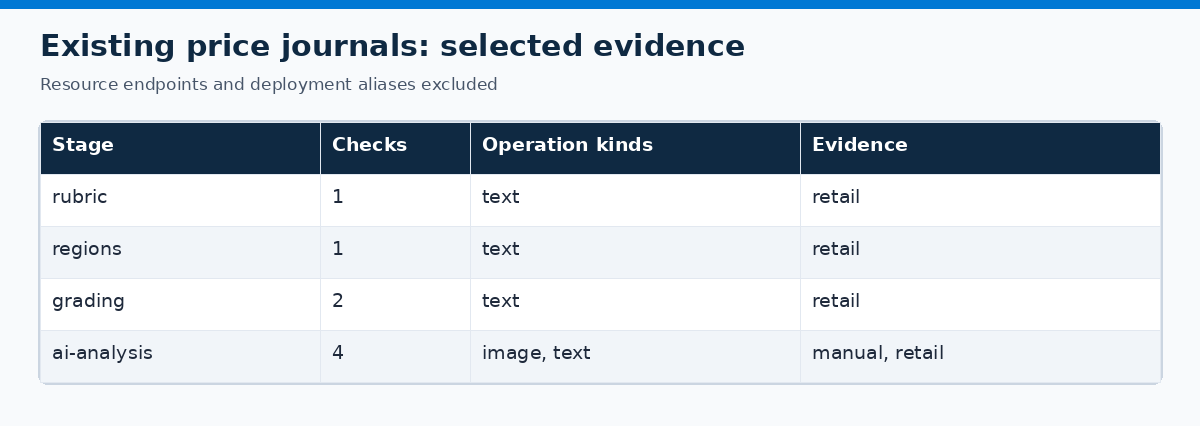 Existing price journals: selected evidence
Resource endpoints and deployment aliases excluded
Stage Checks Operation kinds Evidence
rubric 1 text retail
regions 1 text retail
grading 2 text retail
ai-analysis 4 image, text manual, retail